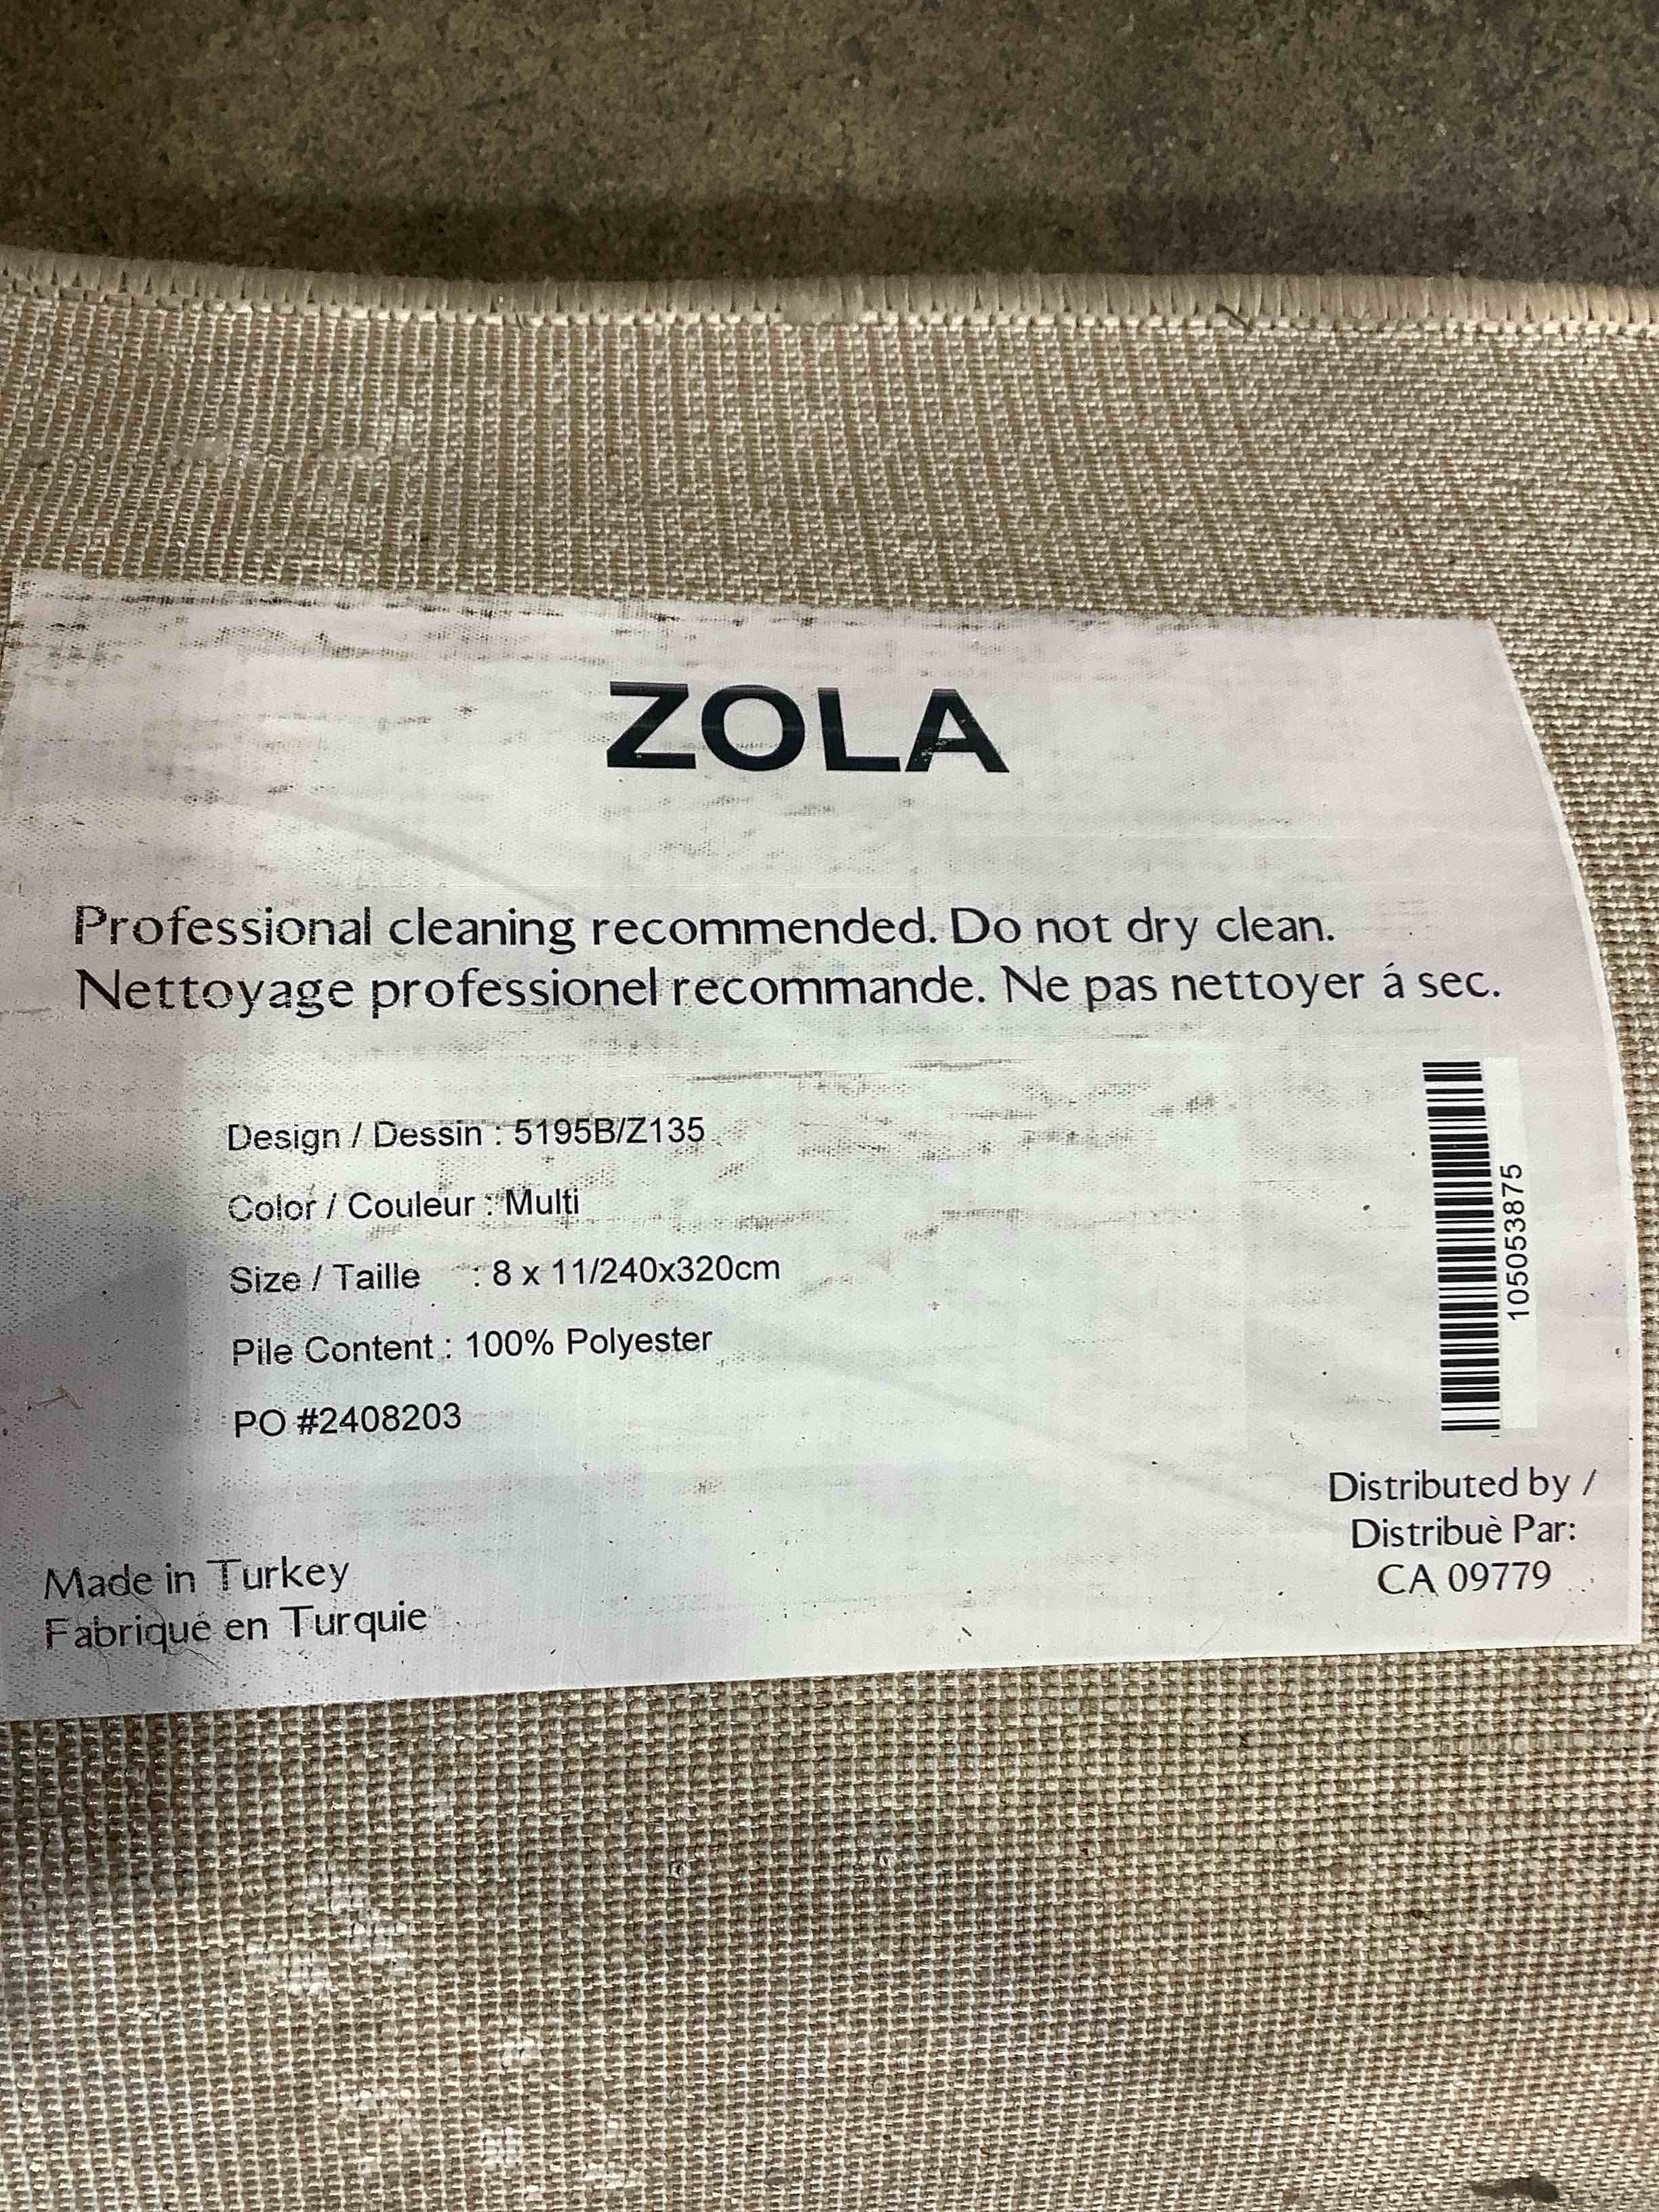 ZOLA
Professional cleaning recommended. Do not dry clean.
Nettoyage professionel recommande. Ne pas nettoyer á sec.
Design / Dessin : 5195B/Z135
Color / Couleur : Multi
Size / Taille : 8 x 11/240x320cm
Pile Content : 100% Polyester
PO #2408203
105053875
Distributed by /
Distribuè Par:
CA 09779
Made in Turkey
Fabriqué en Turquie